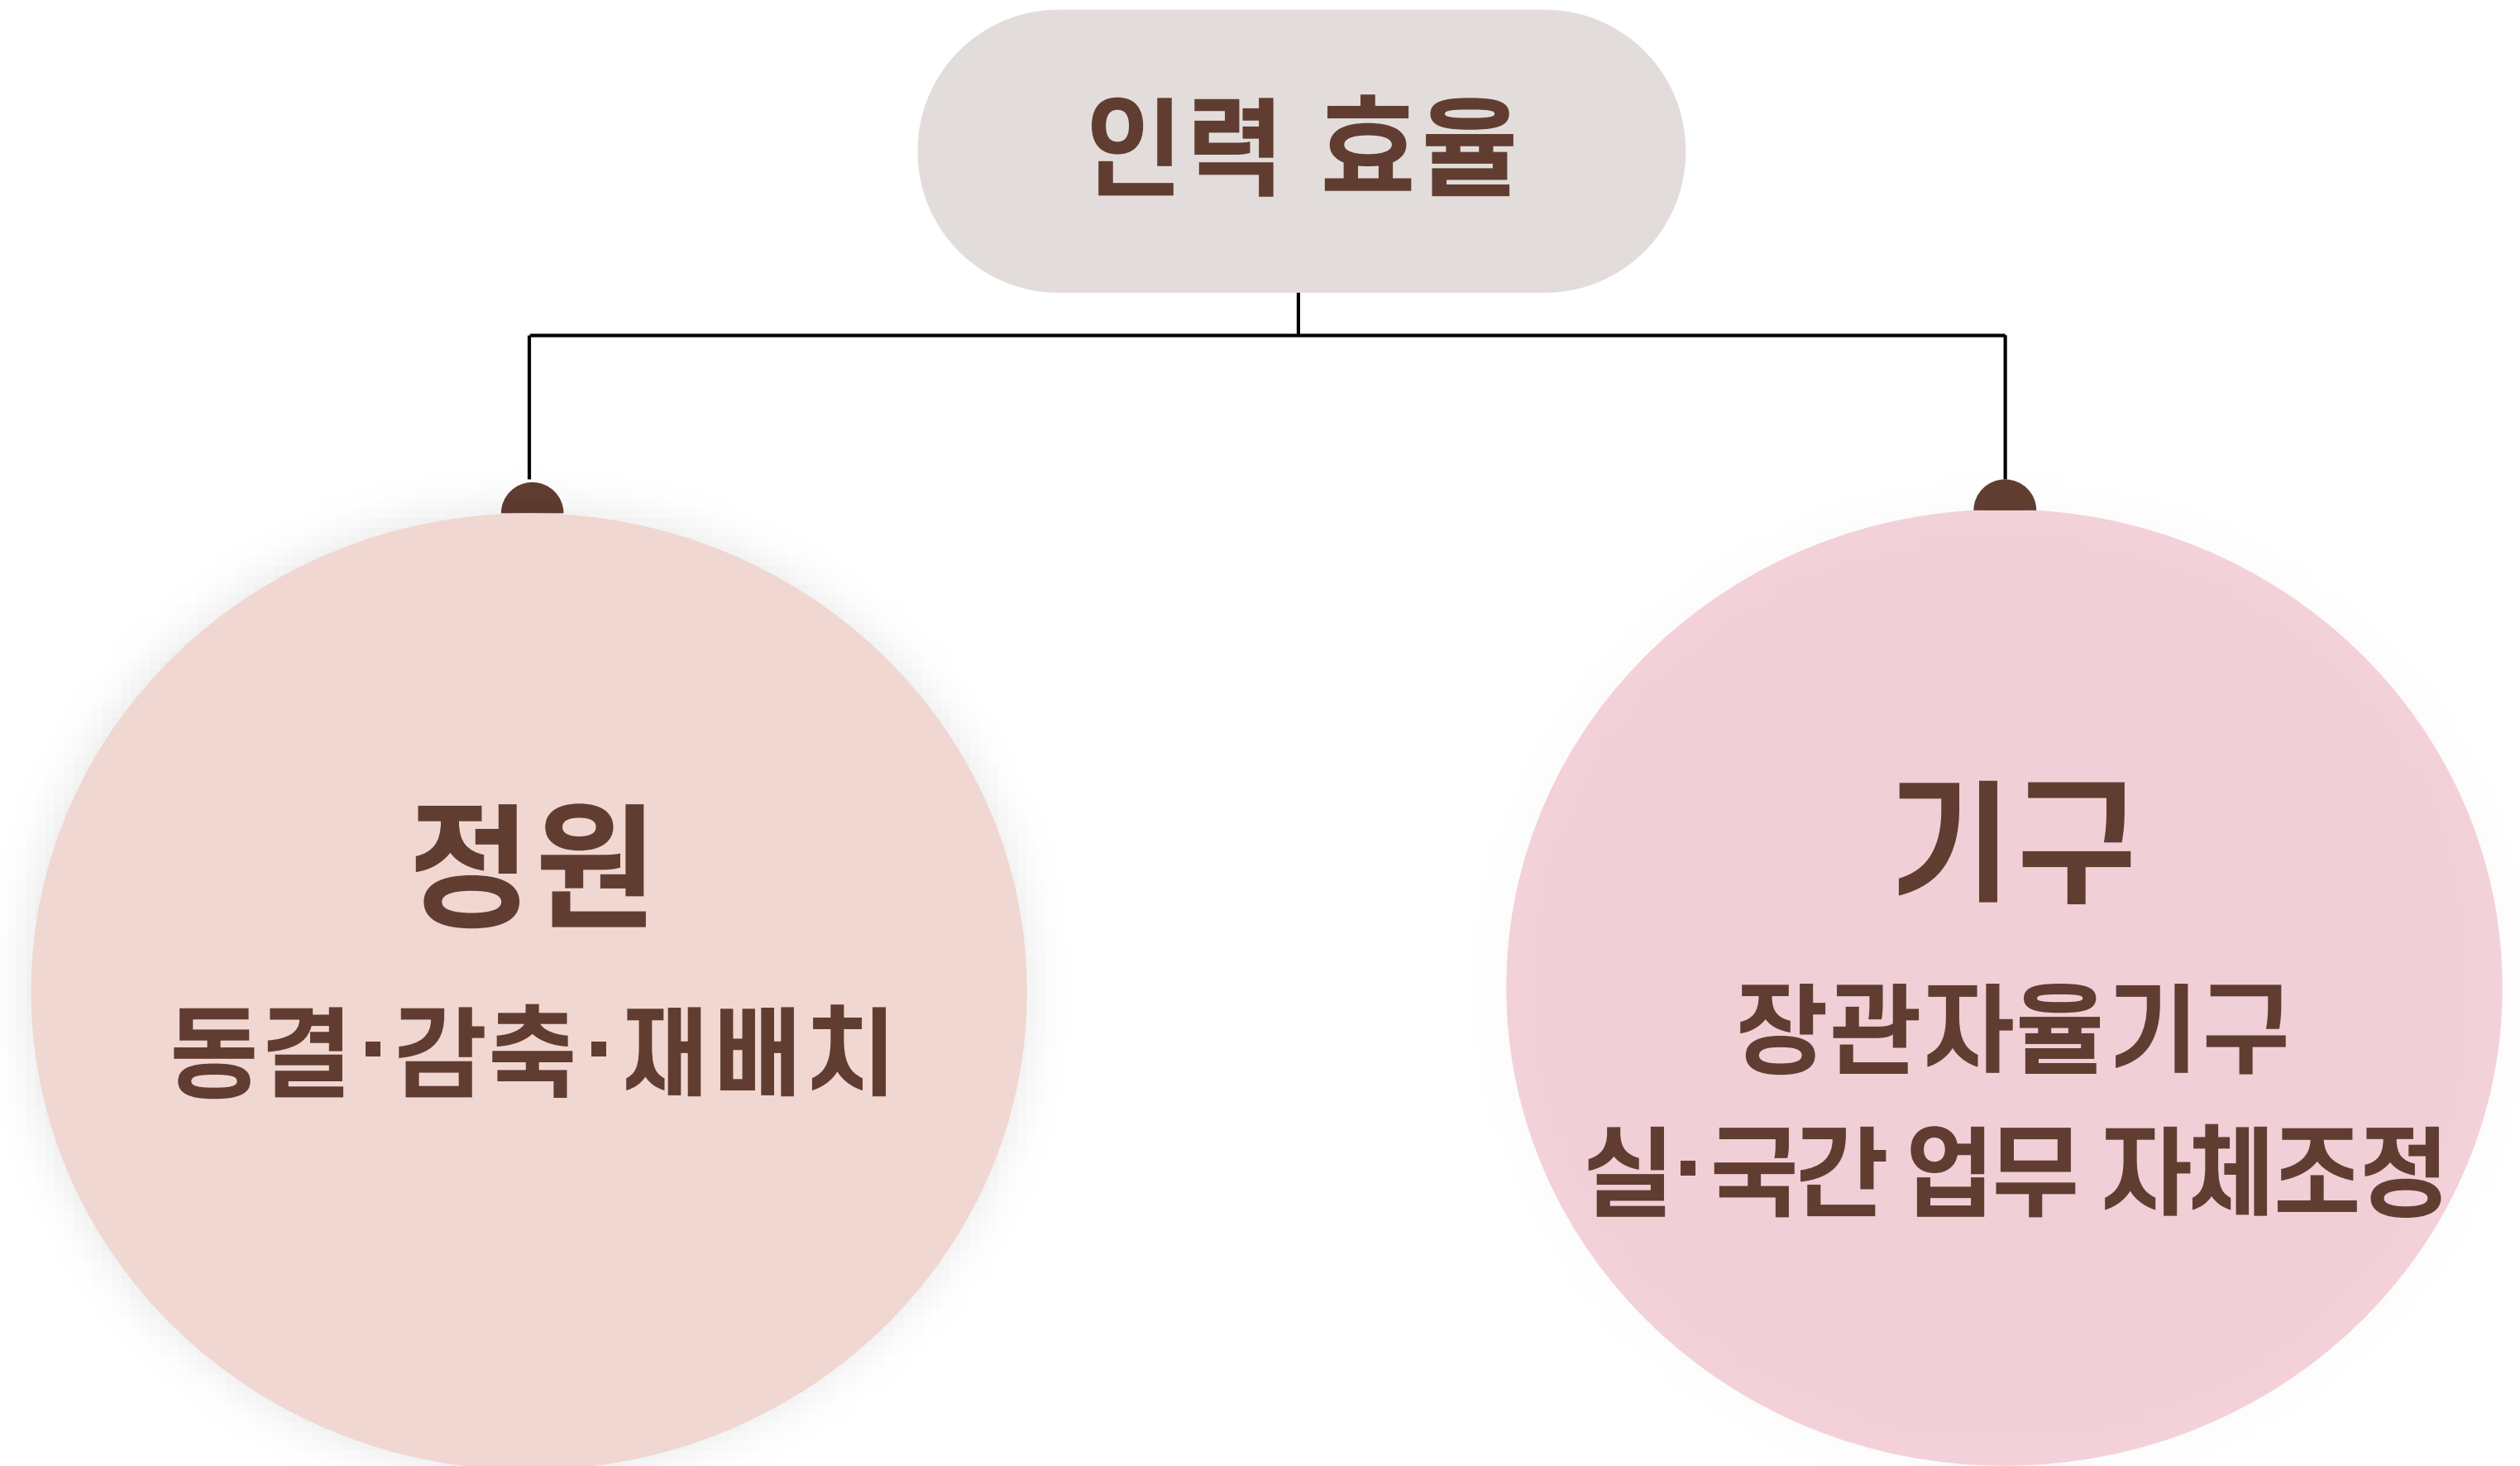 인력 효율
정원
동결·감축·재배치
기구
장관자율기구
실·국간 업무 자체조정